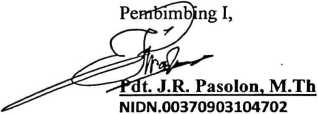 Pembimbing I,
Pdt. J.R. Pasolon, M.Th
NIDN.00370903104702